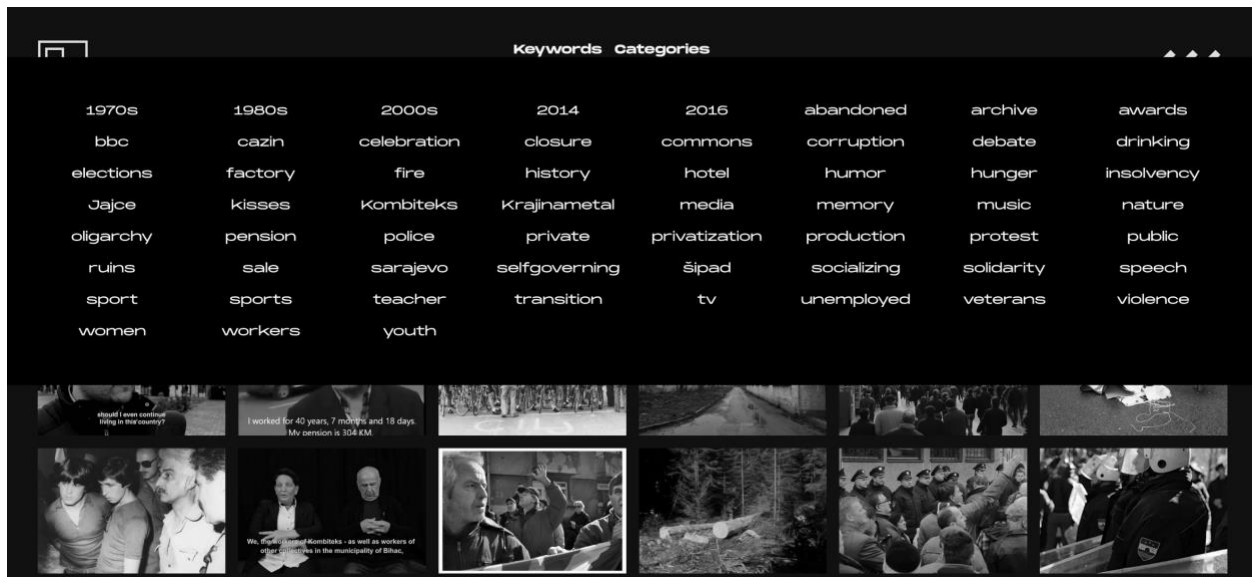 Keywords Categories
1970s 1980s 2000s 2014 2016 abandoned archive awards
bbc cazin celebration closure commons corruption debate drinking
elections factory fire history hotel humor hunger insolvency
Jajce kisses Kombiteks Krajinametal media memory music nature
oligarchy pension police private privatization production protest public
ruins sale sarajevo selfgoverning šipad socializing solidarity speech
sport sports teacher transition tv unemployed veterans violence
women workers youth
should I even continue
living in this country?
I worked for 40 years, 7 months and 18 days.
My pension is 304 KM.
We, the workers of Kombiteks - as well as workers of
other collectives in the municipality of Bihac,